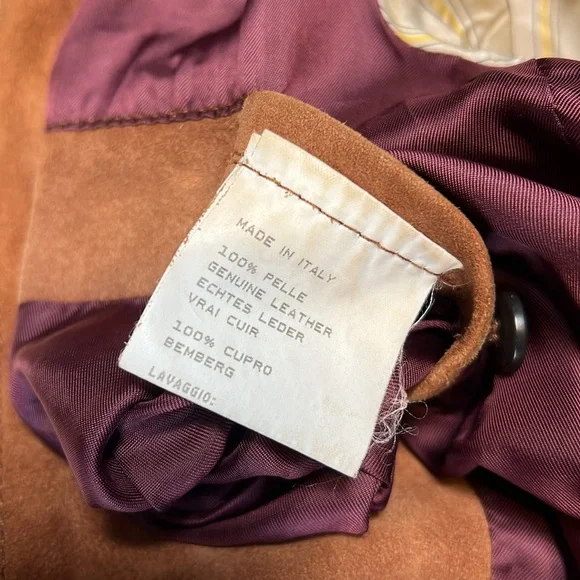 MADE IN ITALY
100% PELLE
GENUINE LEATHER
ECHTES LEDER
VRAI CUIR
100% CUPRO
BEMBERG
LAVAGGIO: